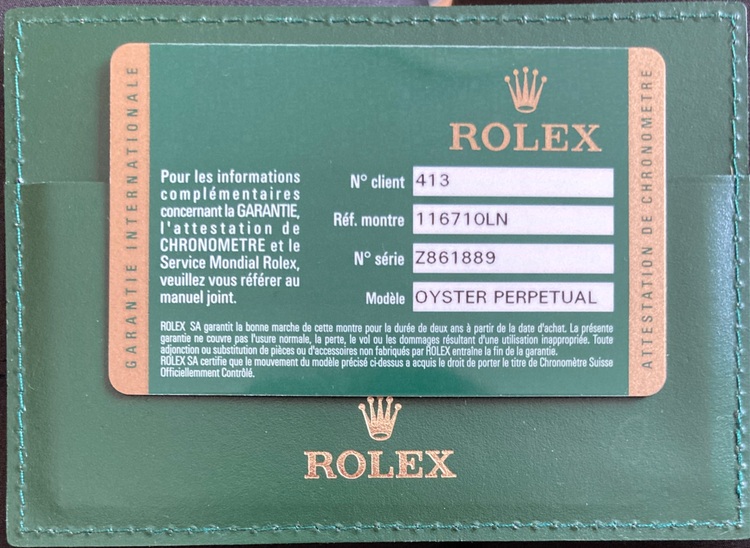 GARANTIE INTERNATIONALE
ROLEX
Pour les informations
complémentaires
concernant la GARANTIE,
l'attestation de
CHRONOMETRE et le
Service Mondial Rolex,
veuillez vous référer au
manuel joint.
N° client 413
Réf. montre 116710LN
N° série Z861889
Modèle OYSTER PERPETUAL
ATTESTATION DE CHRONOMETRE
ROLEX SA garantit la bonne marche de cette montre pour la durée de deux ans à partir de la date d'achat. La présente
garantie ne couvre pas l'usure normale, la perte, le vol ou les dommages résultant d'une utilisation inappropriée. Toute
adjonction ou substitution de pièces ou d'accessoires non fabriqués par ROLEX entraîne la fin de la garantie.
ROLEX SA certifie que le mouvement du modèle précisé ci-dessus a acquis le droit de porter le titre de Chronomètre Suisse
Officiellement Contrôlé.
ROLEX